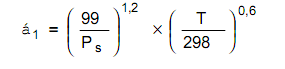 á₁ = (99 / Pₛ)^1,2 × (T / 298)^0,6